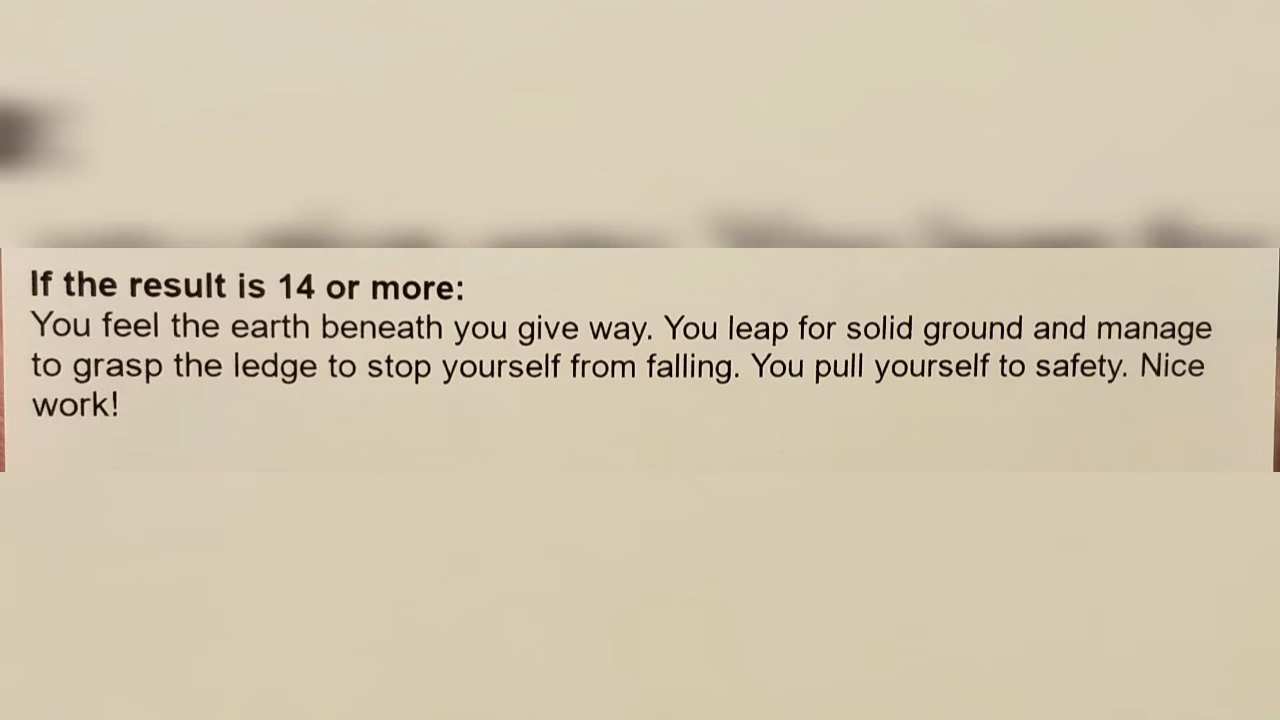 If the result is 14 or more:
You feel the earth beneath you give way. You leap for solid ground and manage
to grasp the ledge to stop yourself from falling. You pull yourself to safety. Nice
work!